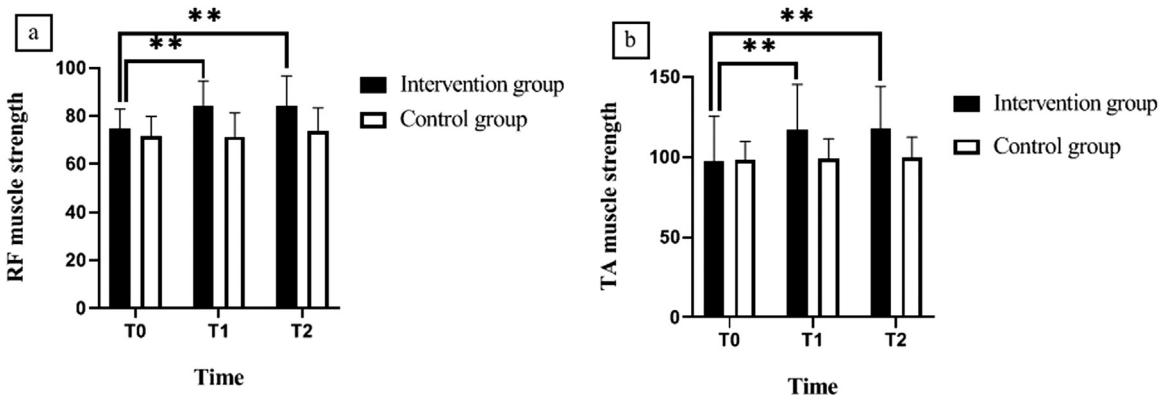 a
**
**
100
80
60
40
20
0
RF muscle strength
T0 T1 T2
Time
Intervention group
Control group
b
**
**
150
100
50
0
TA muscle strength
T0 T1 T2
Time
Intervention group
Control group